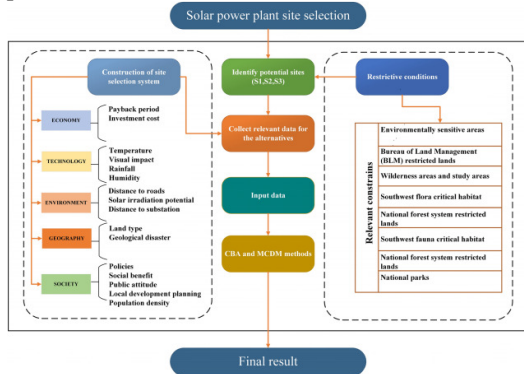 Solar power plant site selection
Construction of site
selection system
ECONOMY
Payback period
Investment cost
TECHNOLOGY
Temperature
Visual impact
Rainfall
Humidity
ENVIRONMENT
Distance to roads
Solar irradiation potential
Distance to substation
GEOGRAPHY
Land type
Geological disaster
SOCIETY
Policies
Social benefit
Public attitude
Local development planning
Population density
Identify potential sites
(S1,S2,S3)
Collect relevant data for
the alternatives
Input data
CBA and MCDM methods
Restrictive conditions
Relevant constrains
Environmentally sensitive areas
Bureau of Land Management
(BLM) restricted lands
Wilderness areas and study areas
Southwest flora critical habitat
National forest system restricted
lands
Southwest fauna critical habitat
National forest system restricted
lands
National parks
Final result